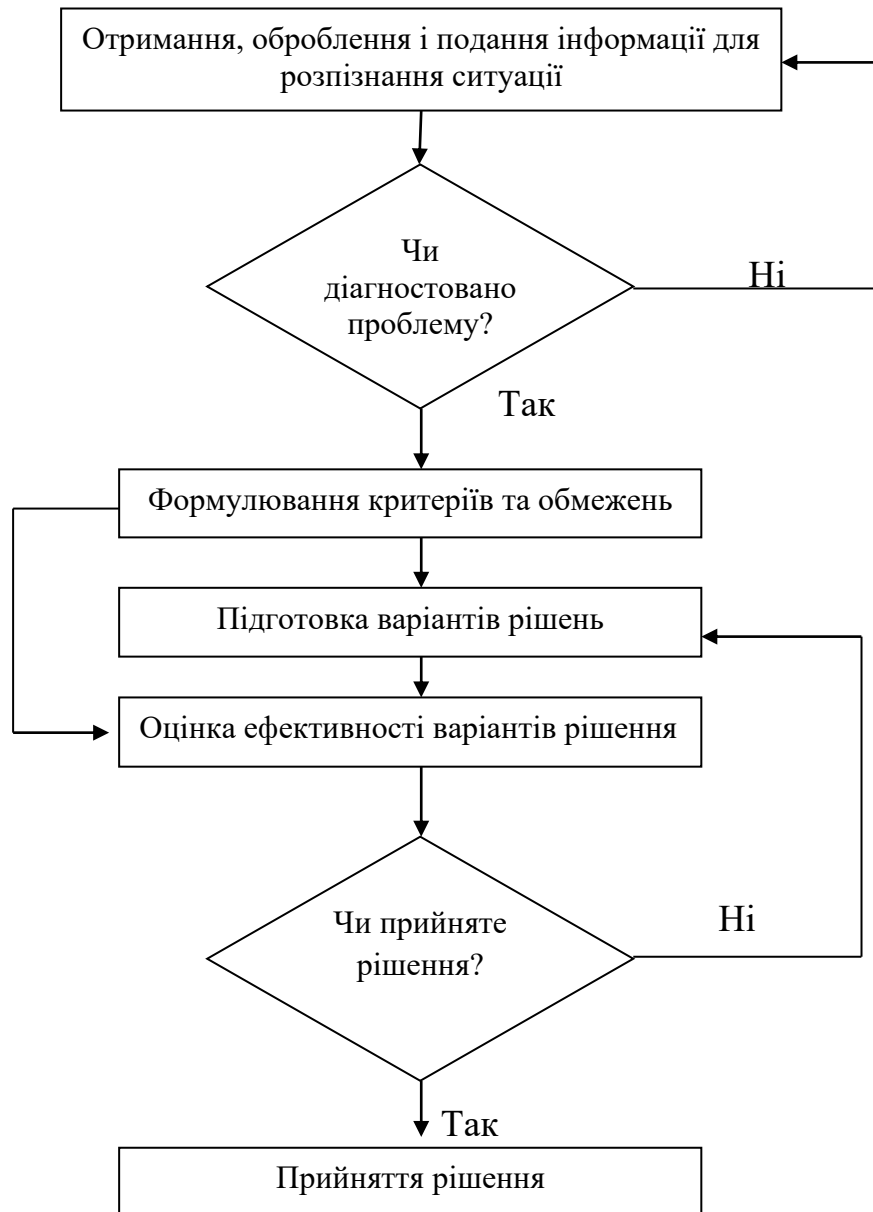 Отримання, оброблення і подання інформації для
розпізнання ситуації
Чи
діагностовано
проблему?
Ні
Так
Формулювання критеріїв та обмежень
Підготовка варіантів рішень
Оцінка ефективності варіантів рішення
Чи прийняте
рішення?
Ні
Так
Прийняття рішення